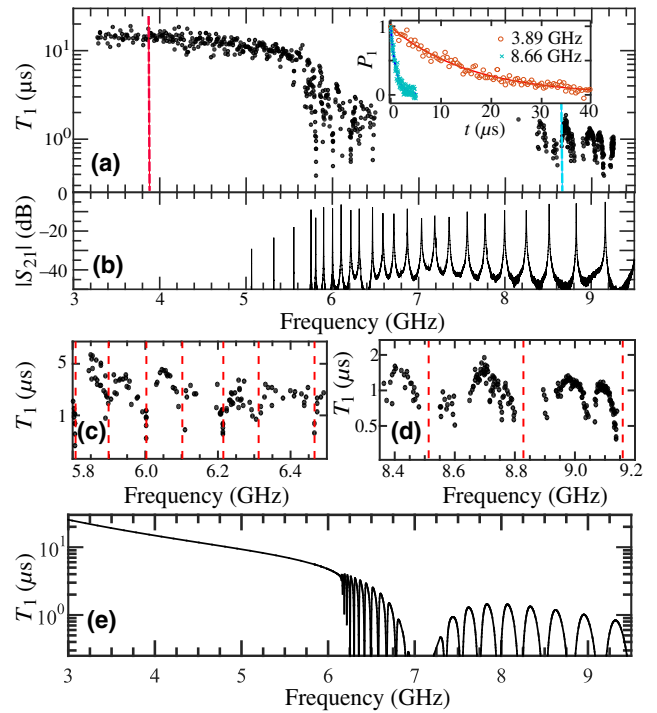 (a)
T₁ (μs)
10¹
10⁰
P₁
1
0
3.89 GHz
8.66 GHz
0 10 20 30 40
t (μs)
(b)
|S₂₁| (dB)
0
−20
−40
3 4 5 6 7 8 9
Frequency (GHz)
(c)
T₁ (μs)
5
1
5.8 6.0 6.2 6.4
Frequency (GHz)
(d)
T₁ (μs)
2
1
0.5
8.4 8.6 8.8 9.0 9.2
Frequency (GHz)
(e)
T₁ (μs)
10¹
10⁰
3 4 5 6 7 8 9
Frequency (GHz)